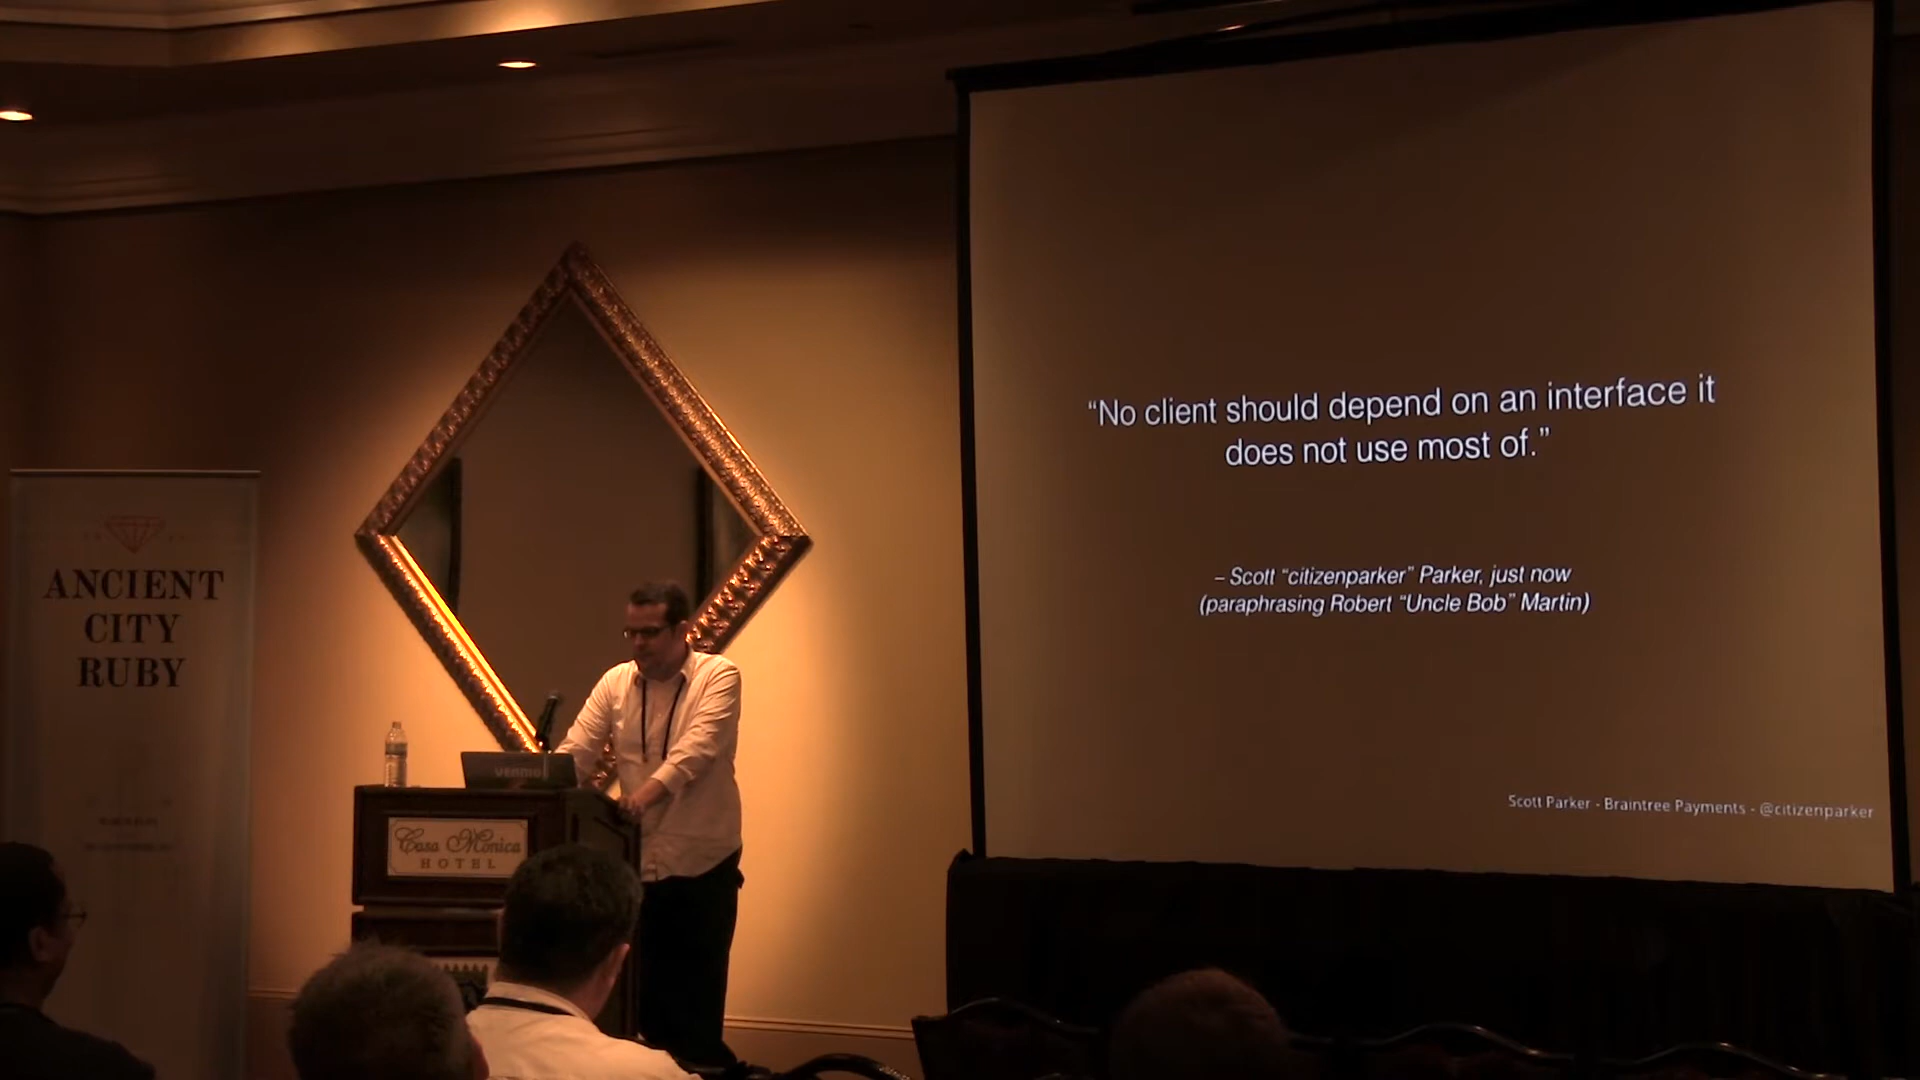 “No client should depend on an interface it
does not use most of.”
– Scott “citizenparker” Parker, just now
(paraphrasing Robert “Uncle Bob” Martin)
Scott Parker - Braintree Payments - @citizenparker
ANCIENT
CITY
RUBY
venmo
Casa Monica
HOTEL